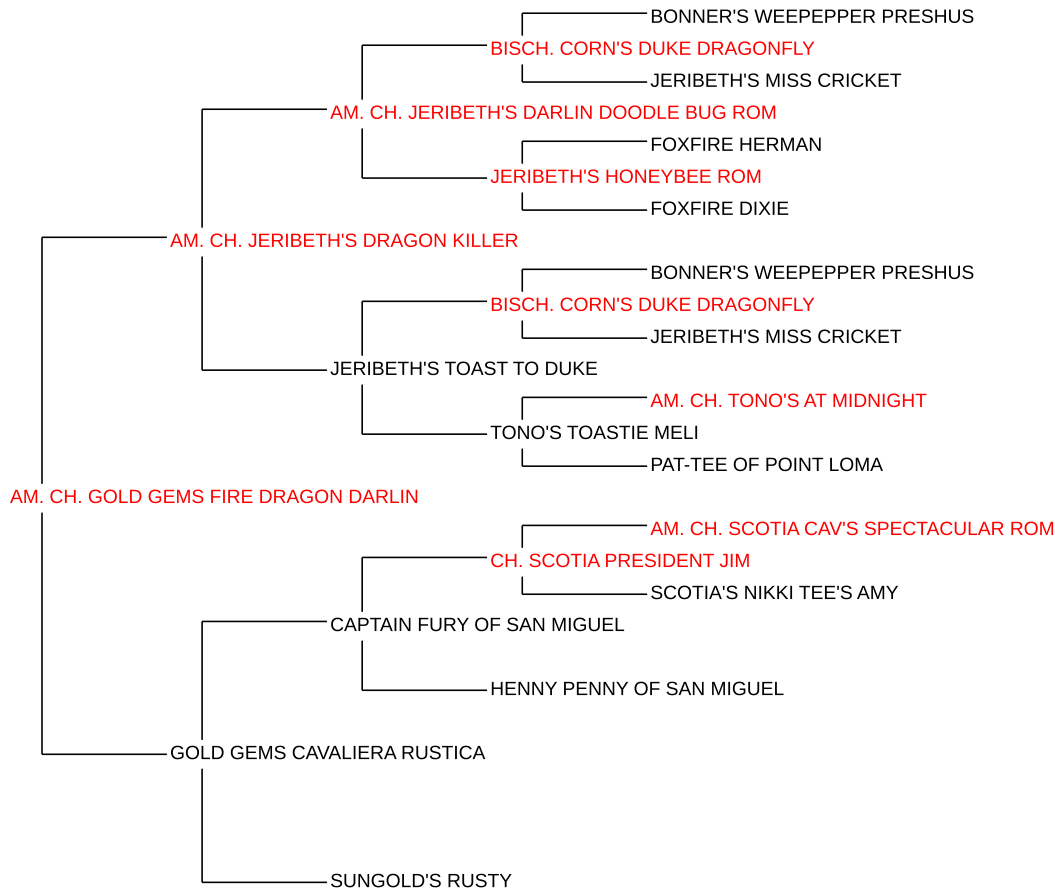 BONNER'S WEEPEPPER PRESHUS
BISCH. CORN'S DUKE DRAGONFLY
JERIBETH'S MISS CRICKET
AM. CH. JERIBETH'S DARLIN DOODLE BUG ROM
FOXFIRE HERMAN
JERIBETH'S HONEYBEE ROM
FOXFIRE DIXIE
AM. CH. JERIBETH'S DRAGON KILLER
BONNER'S WEEPEPPER PRESHUS
BISCH. CORN'S DUKE DRAGONFLY
JERIBETH'S MISS CRICKET
JERIBETH'S TOAST TO DUKE
AM. CH. TONO'S AT MIDNIGHT
TONO'S TOASTIE MELI
PAT-TEE OF POINT LOMA
AM. CH. GOLD GEMS FIRE DRAGON DARLIN
AM. CH. SCOTIA CAV'S SPECTACULAR ROM
CH. SCOTIA PRESIDENT JIM
SCOTIA'S NIKKI TEE'S AMY
CAPTAIN FURY OF SAN MIGUEL
HENNY PENNY OF SAN MIGUEL
GOLD GEMS CAVALIERA RUSTICA
SUNGOLD'S RUSTY